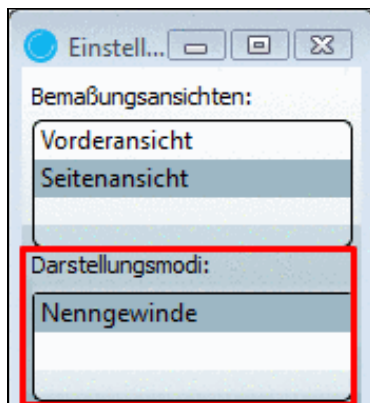 Einstell...
Bemaßungsansichten:
Vorderansicht
Seitenansicht
Darstellungsmodi:
Nenngewinde